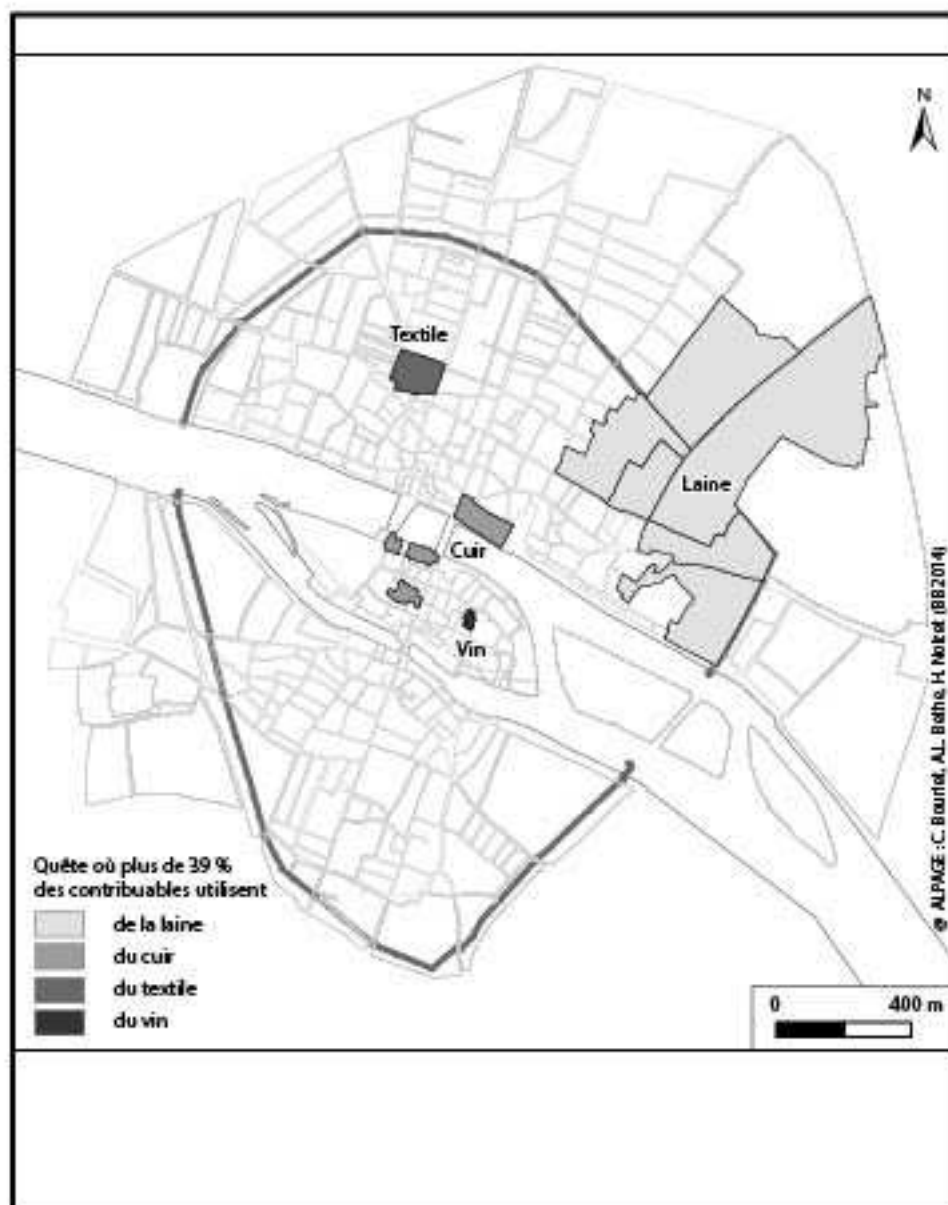 N
Textile
Laine
Cuir
Vin
Quête où plus de 39 %
des contribuables utilisent
de la laine
du cuir
du textile
du vin
0 400 m
© ALPAGE : C. Bourlet, A.L. Bethe, H. Noizet (BB2014)